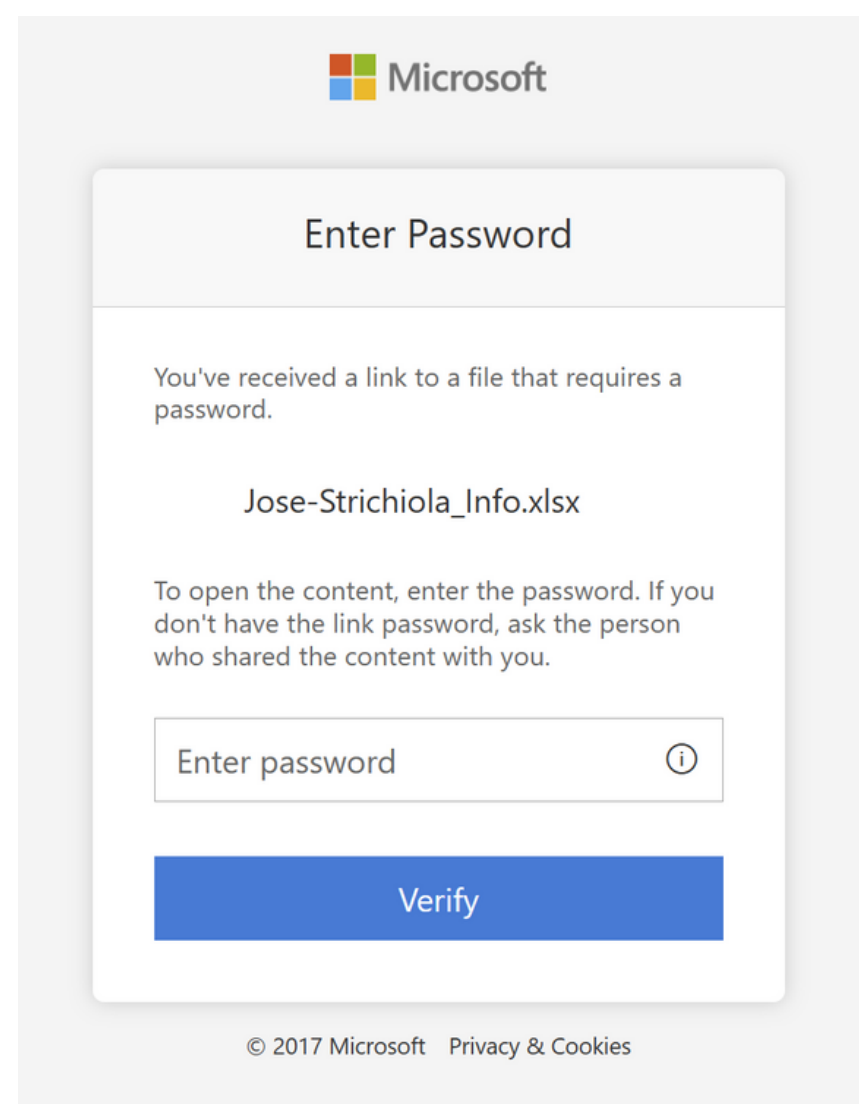 Microsoft
Enter Password
You've received a link to a file that requires a
password.
Jose-Strichiola_Info.xlsx
To open the content, enter the password. If you
don't have the link password, ask the person
who shared the content with you.
Enter password
Verify
© 2017 Microsoft Privacy & Cookies